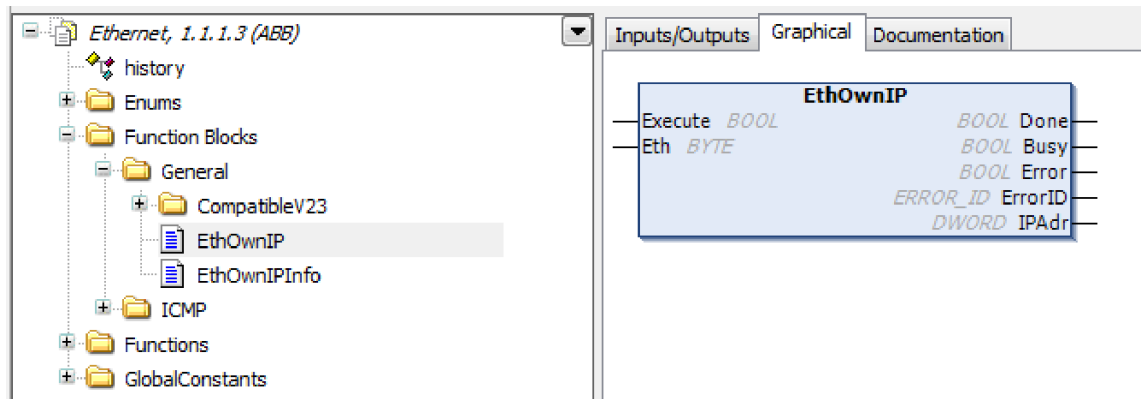 Ethernet, 1.1.1.3 (ABB)
history
Enums
Function Blocks
General
CompatibleV23
EthOwnIP
EthOwnIPInfo
ICMP
Functions
GlobalConstants
Inputs/Outputs Graphical Documentation
EthOwnIP
Execute BOOL BOOL Done
Eth BYTE BOOL Busy
BOOL Error
ERROR_ID ErrorID
DWORD IPAdr